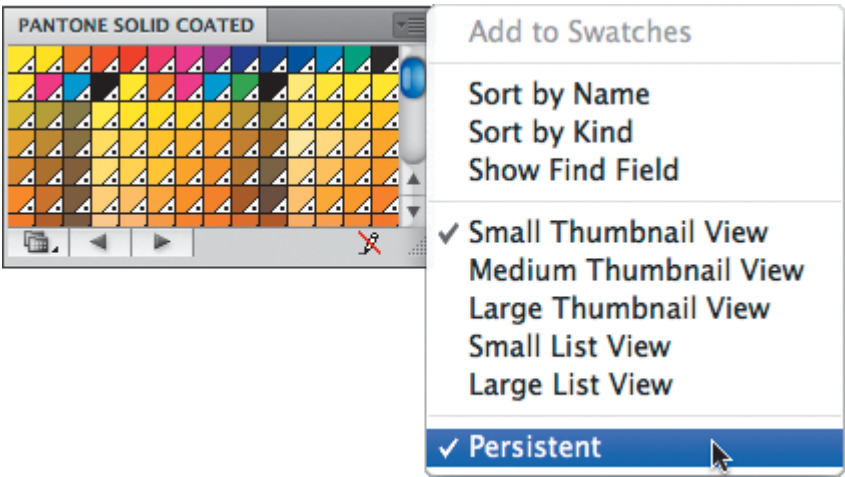 PANTONE SOLID COATED
Add to Swatches
Sort by Name
Sort by Kind
Show Find Field
Small Thumbnail View
Medium Thumbnail View
Large Thumbnail View
Small List View
Large List View
Persistent